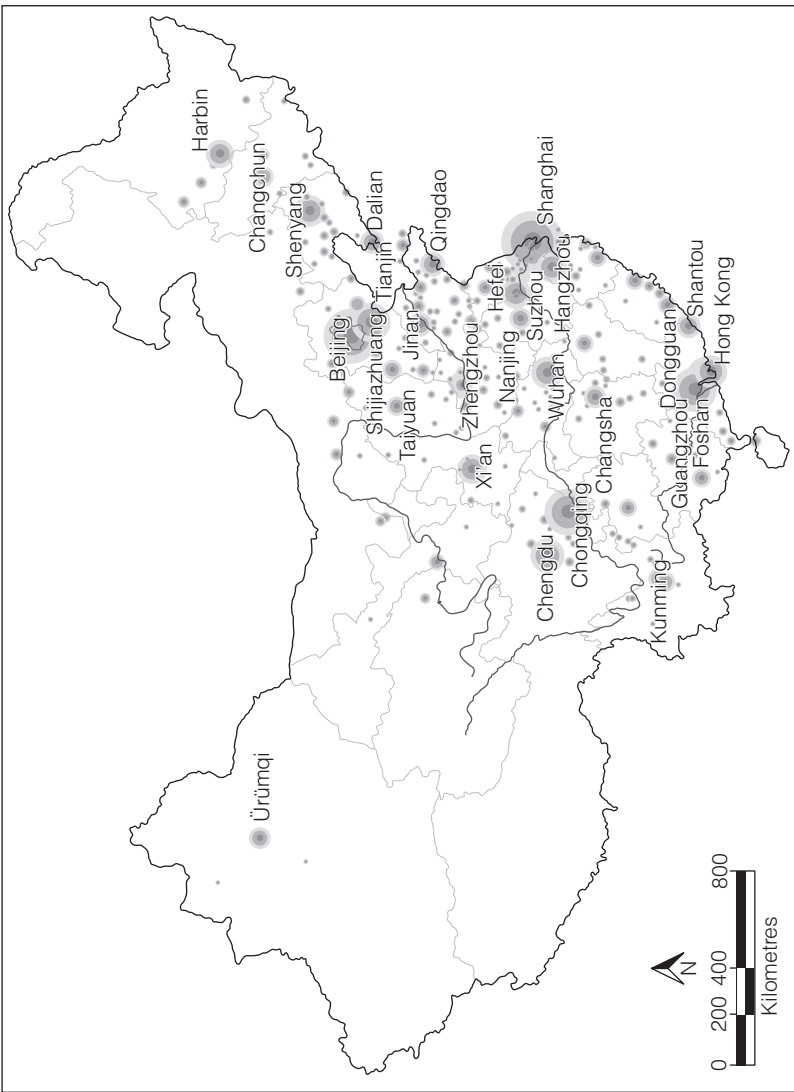 Harbin
Changchun
Shenyang
Ürümqi
Beijing
Dalian
Tianjin
Shijiazhuang
Taiyuan
Jinan
Qingdao
Zhengzhou
Xi'an
Nanjing
Hefei
Suzhou
Shanghai
Hangzhou
Wuhan
Chengdu
Chongqing
Changsha
Kunming
Guangzhou
Foshan
Dongguan
Shantou
Hong Kong
N
0 200 400 800
Kilometres